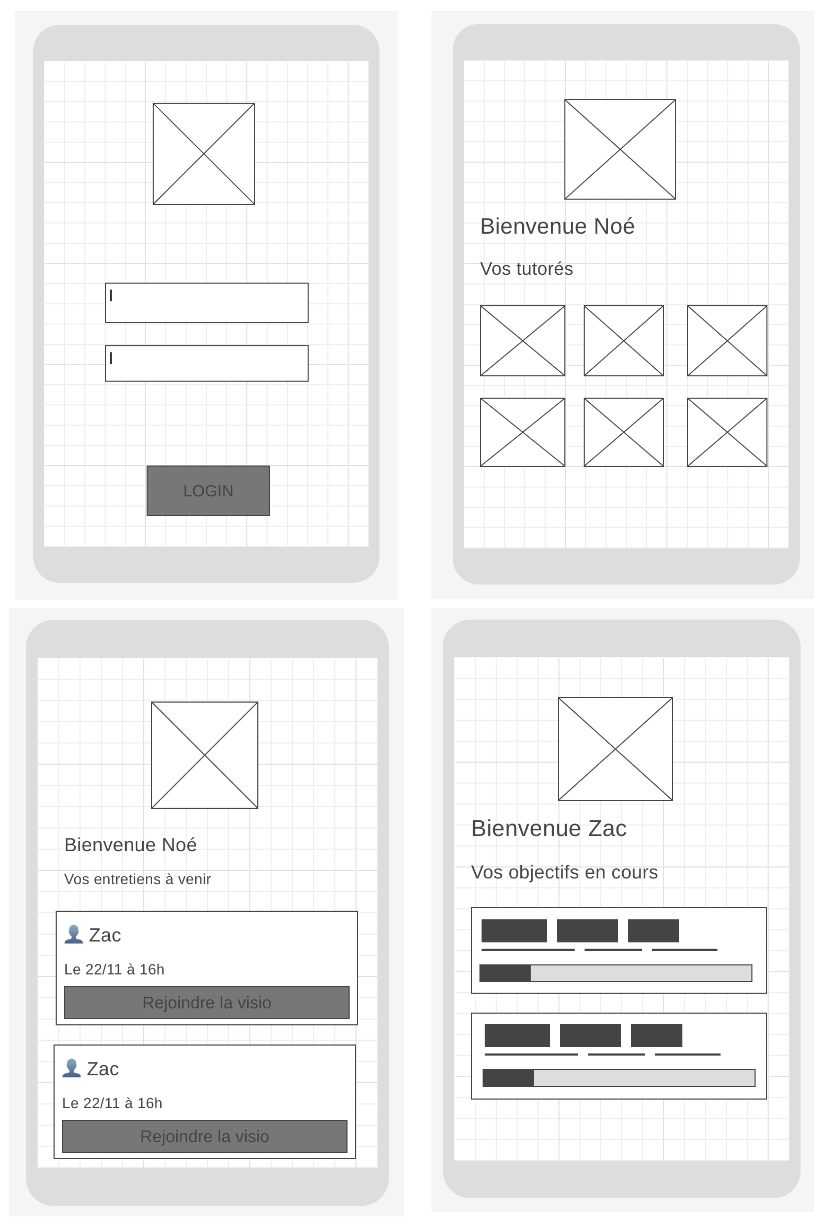 LOGIN
Bienvenue Noé
Vos tutorés
Bienvenue Noé
Vos entretiens à venir
Zac
Le 22/11 à 16h
Rejoindre la visio
Zac
Le 22/11 à 16h
Rejoindre la visio
Bienvenue Zac
Vos objectifs en cours